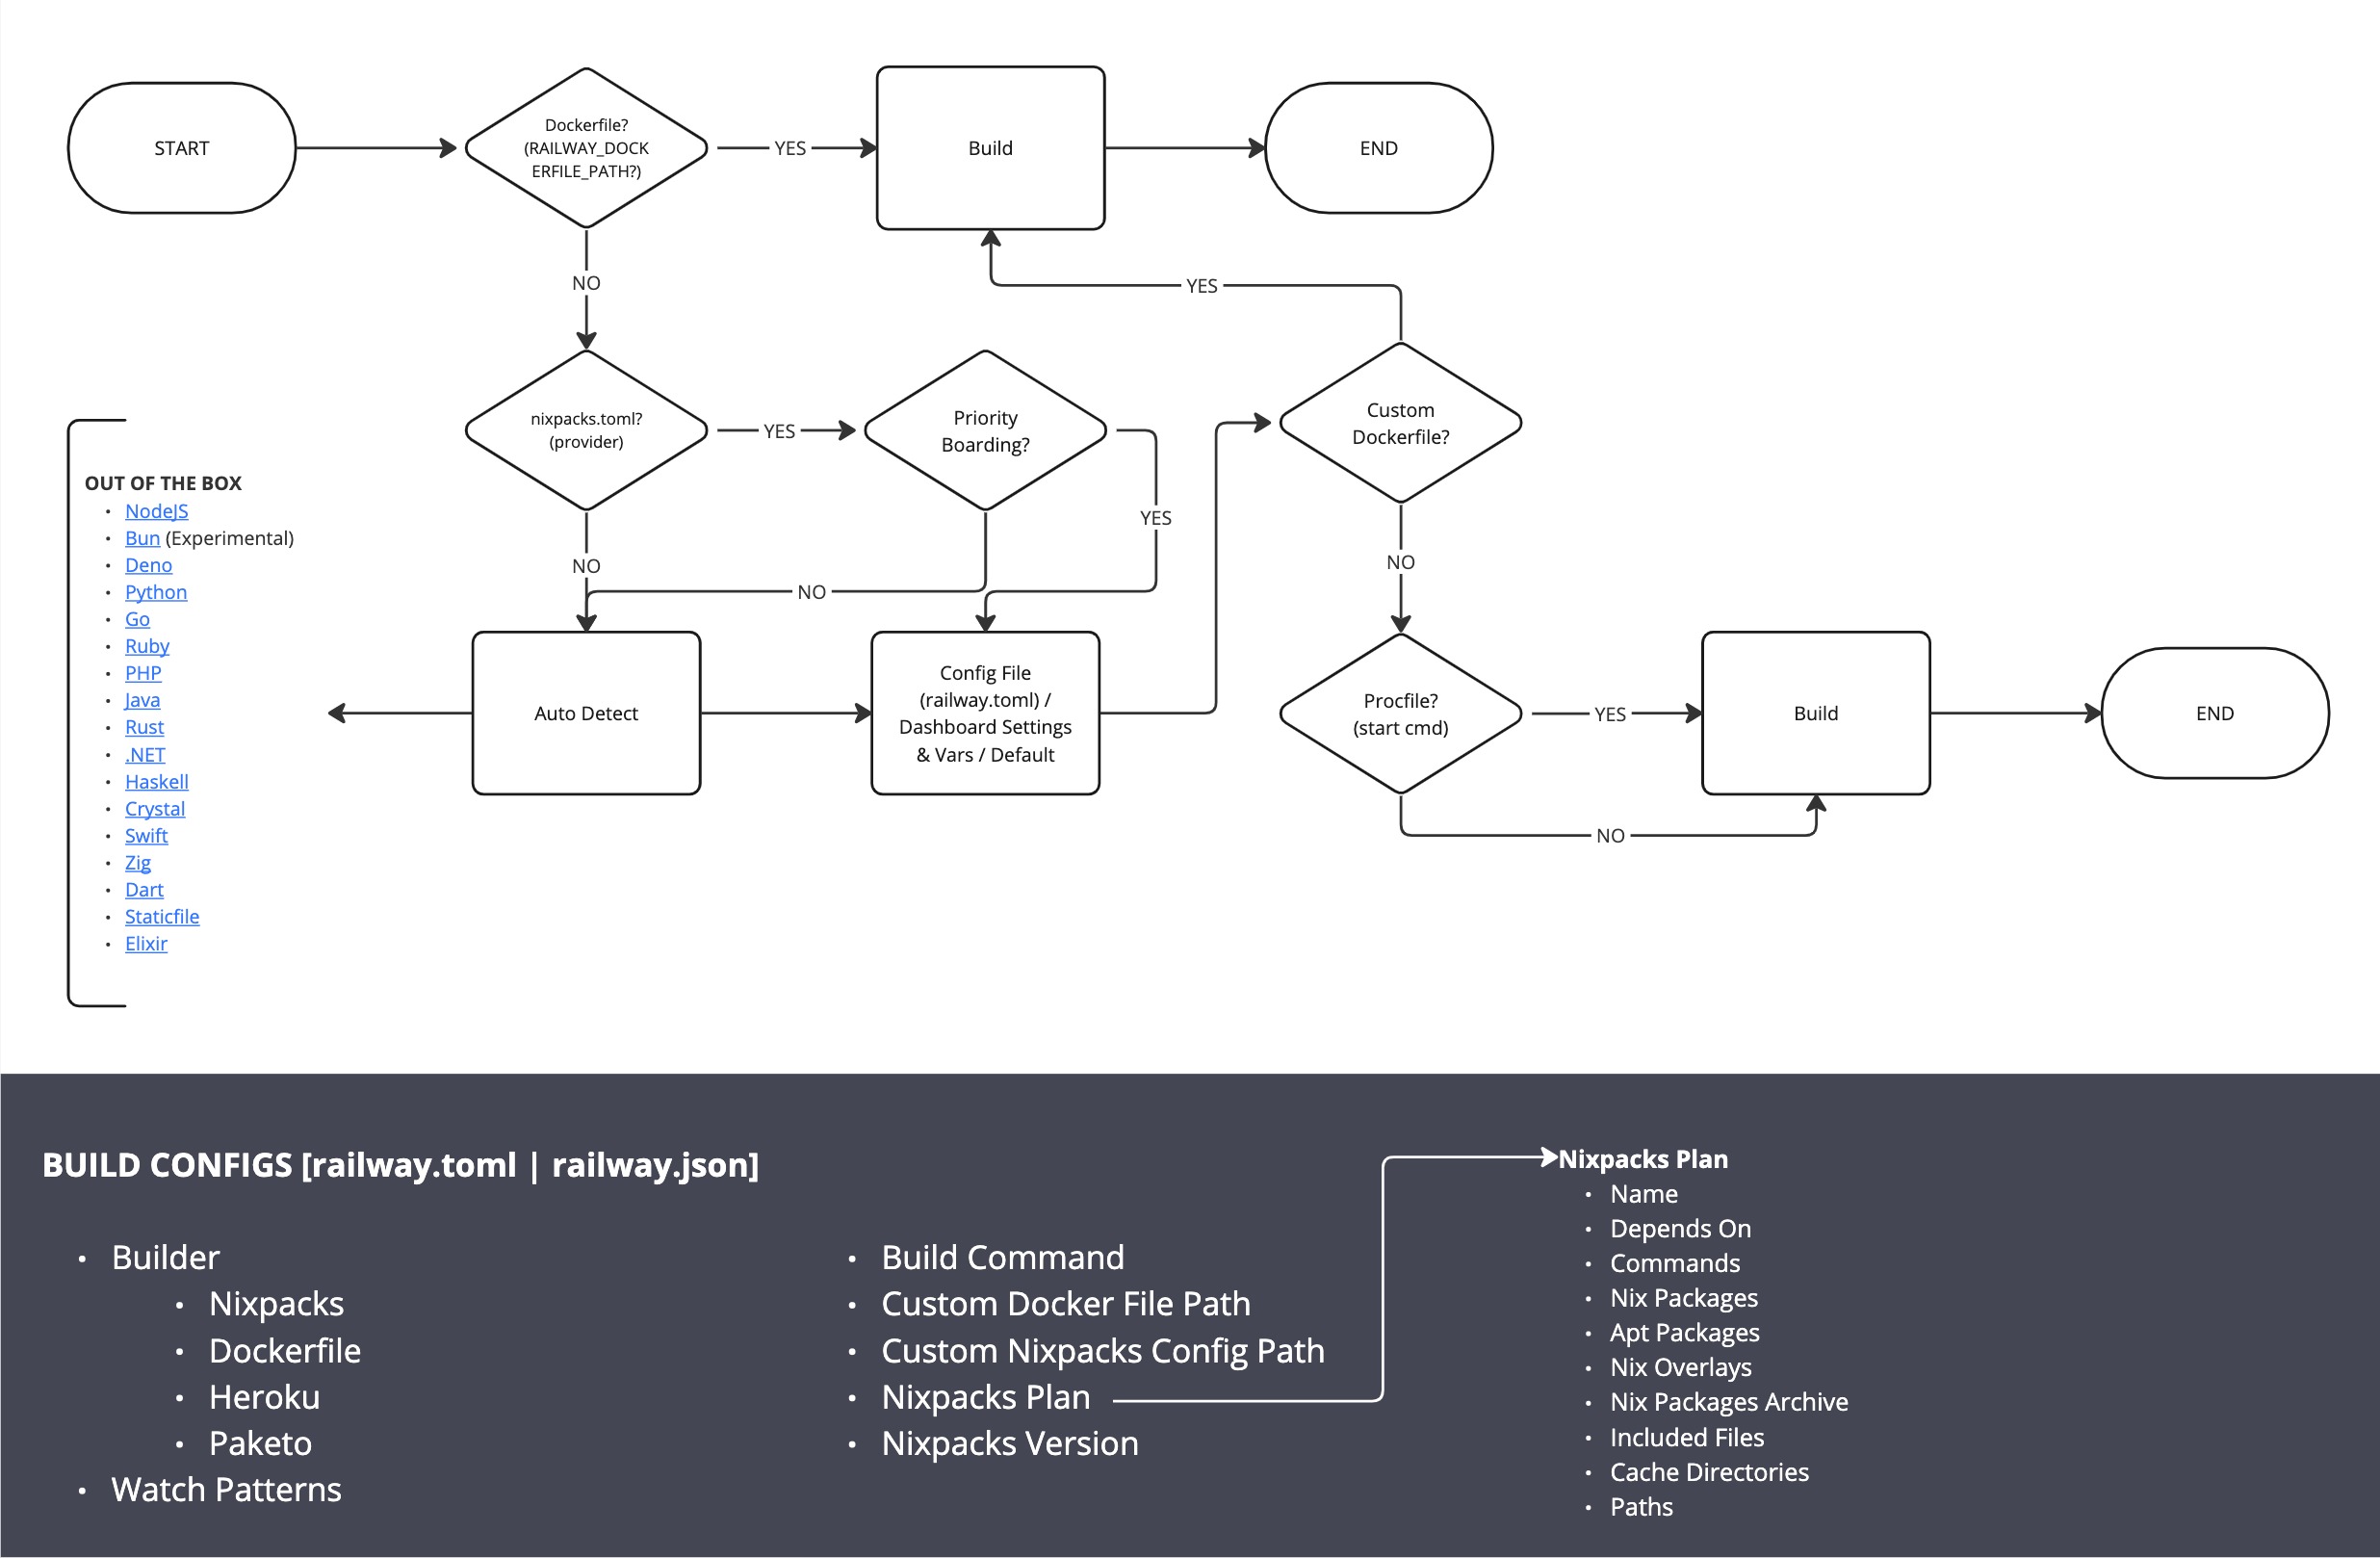 START
Dockerfile?
(RAILWAY_DOCK
ERFILE_PATH?)
YES
Build
END
NO
YES
nixpacks.toml?
(provider)
YES
Priority
Boarding?
YES
Custom
Dockerfile?
NO
NO
NO
OUT OF THE BOX
• NodeJS
• Bun (Experimental)
• Deno
• Python
• Go
• Ruby
• PHP
• Java
• Rust
• .NET
• Haskell
• Crystal
• Swift
• Zig
• Dart
• Staticfile
• Elixir
Auto Detect
Config File
(railway.toml) /
Dashboard Settings
& Vars / Default
Procfile?
(start cmd)
YES
Build
END
NO
BUILD CONFIGS [railway.toml | railway.json]
• Builder
• Nixpacks
• Dockerfile
• Heroku
• Paketo
• Watch Patterns
• Build Command
• Custom Docker File Path
• Custom Nixpacks Config Path
• Nixpacks Plan
• Nixpacks Version
Nixpacks Plan
• Name
• Depends On
• Commands
• Nix Packages
• Apt Packages
• Nix Overlays
• Nix Packages Archive
• Included Files
• Cache Directories
• Paths